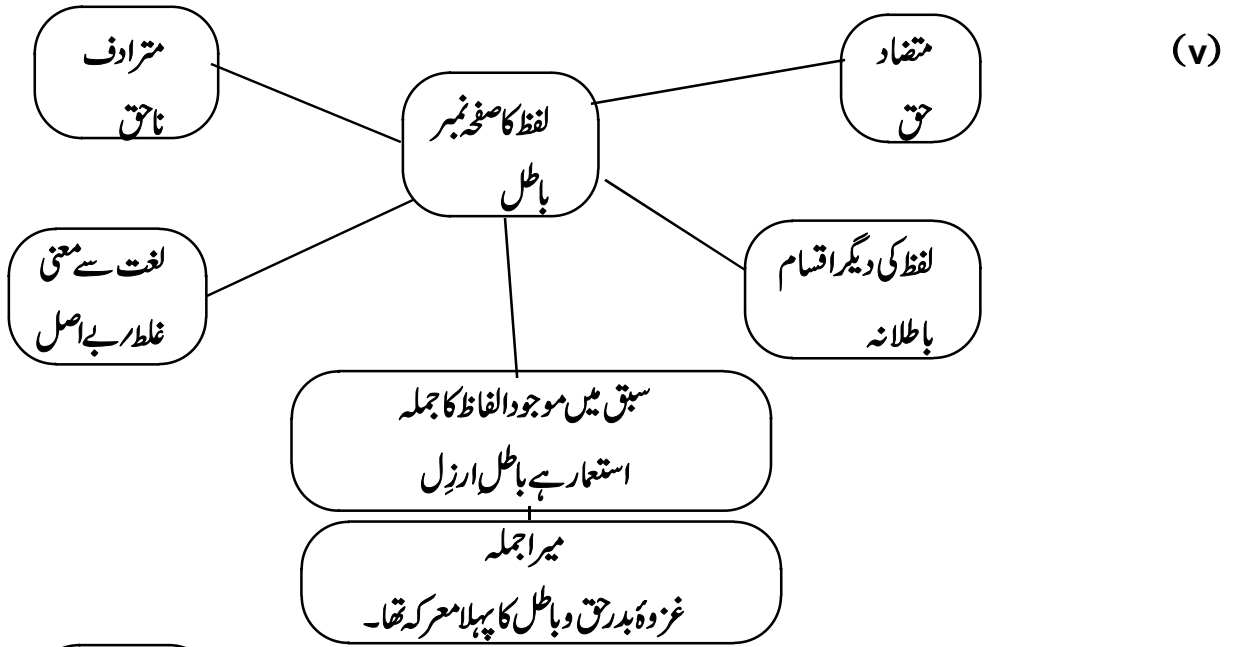 (v)
متضاد
حق
لفظ کا صفحہ نمبر
باطل
مترادف
ناحق
لفظ کی دیگر اقسام
باطلانہ
لغت سے معنی
غلط/بے اصل
سبق میں موجود الفاظ کا جملہ
استعمار ہے باطلِ ارزِل
میرا جملہ
غزوۂ بدر حق و باطل کا پہلا معرکہ تھا۔